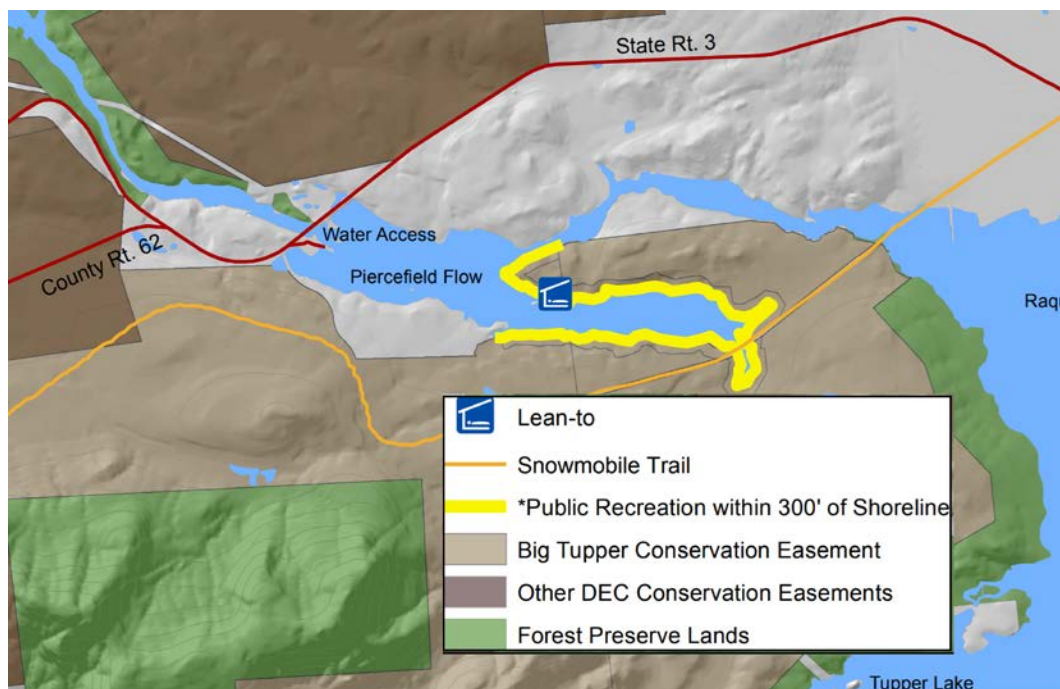 State Rt. 3
Water Access
County Rt. 62
Piercefield Flow
Raqu
Lean-to
Snowmobile Trail
*Public Recreation within 300' of Shoreline
Big Tupper Conservation Easement
Other DEC Conservation Easements
Forest Preserve Lands
Tupper Lake